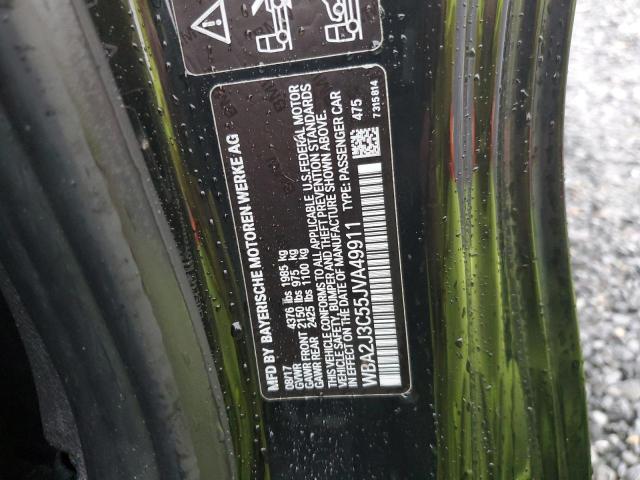 MFD BY BAYERISCHE MOTOREN WERKE AG
08/17
GVWR 4376 lbs 1985 kg
GAWR FRONT 2150 lbs 975 kg
GAWR REAR 2425 lbs 1100 kg
THIS VEHICLE CONFORMS TO ALL APPLICABLE U.S. FEDERAL MOTOR
VEHICLE SAFETY, BUMPER AND THEFT PREVENTION STANDARDS
IN EFFECT ON THE DATE OF MANUFACTURE SHOWN ABOVE.
TYPE: PASSENGER CAR
WBA2J3C55JVA49911
475
7315814